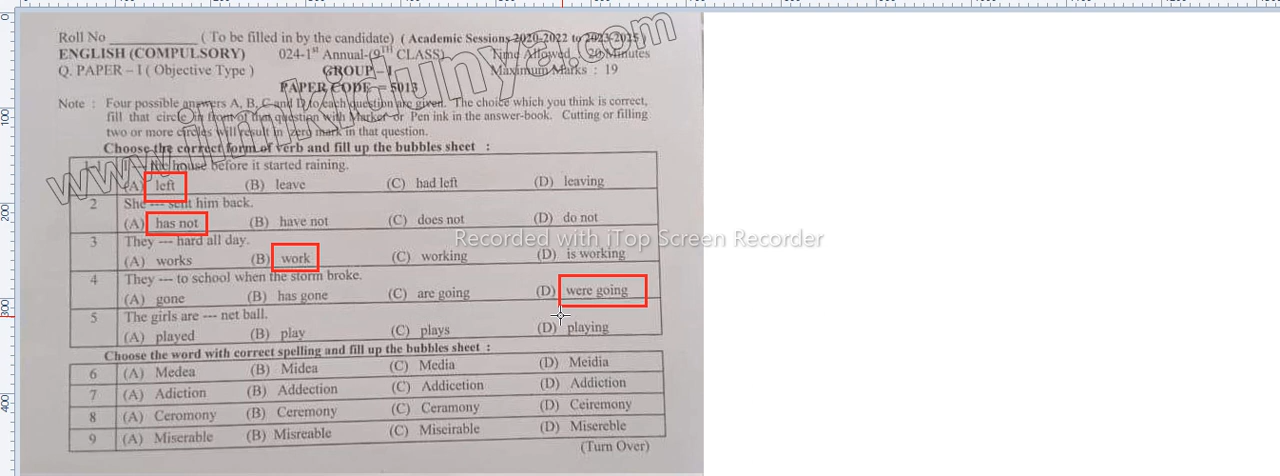 Roll No ____________ ( To be filled in by the candidate) ( Academic Sessions 2020-2022 to 2023-2025 )
ENGLISH (COMPULSORY) 024-1st Annual-(9TH CLASS) Time Allowed : 20 Minutes
Q. PAPER – I ( Objective Type ) GROUP – I Maximum Marks : 19
PAPER CODE = 5013
Note : Four possible answers A, B, C and D to each question are given. The choice which you think is correct,
fill that circle in front of that question with Marker or Pen ink in the answer-book. Cutting or filling
two or more circles will result in zero mark in that question.
Choose the correct form of verb and fill up the bubbles sheet :
--- the house before it started raining.
(A) left (B) leave (C) had left (D) leaving
2 She --- sent him back.
(A) has not (B) have not (C) does not (D) do not
3 They --- hard all day.
(A) works (B) work (C) working (D) is working
4 They --- to school when the storm broke.
(A) gone (B) has gone (C) are going (D) were going
5 The girls are --- net ball.
(A) played (B) play (C) plays (D) playing
Choose the word with correct spelling and fill up the bubbles sheet :
6 (A) Medea (B) Midea (C) Media (D) Meidia
7 (A) Adiction (B) Addection (C) Addicetion (D) Addiction
8 (A) Ceromony (B) Ceremony (C) Ceramony (D) Ceiremony
9 (A) Miserable (B) Misreable (C) Miseirable (D) Misereble
(Turn Over)
www.ilmkidunya.com
Recorded with iTop Screen Recorder
100
200
300
400